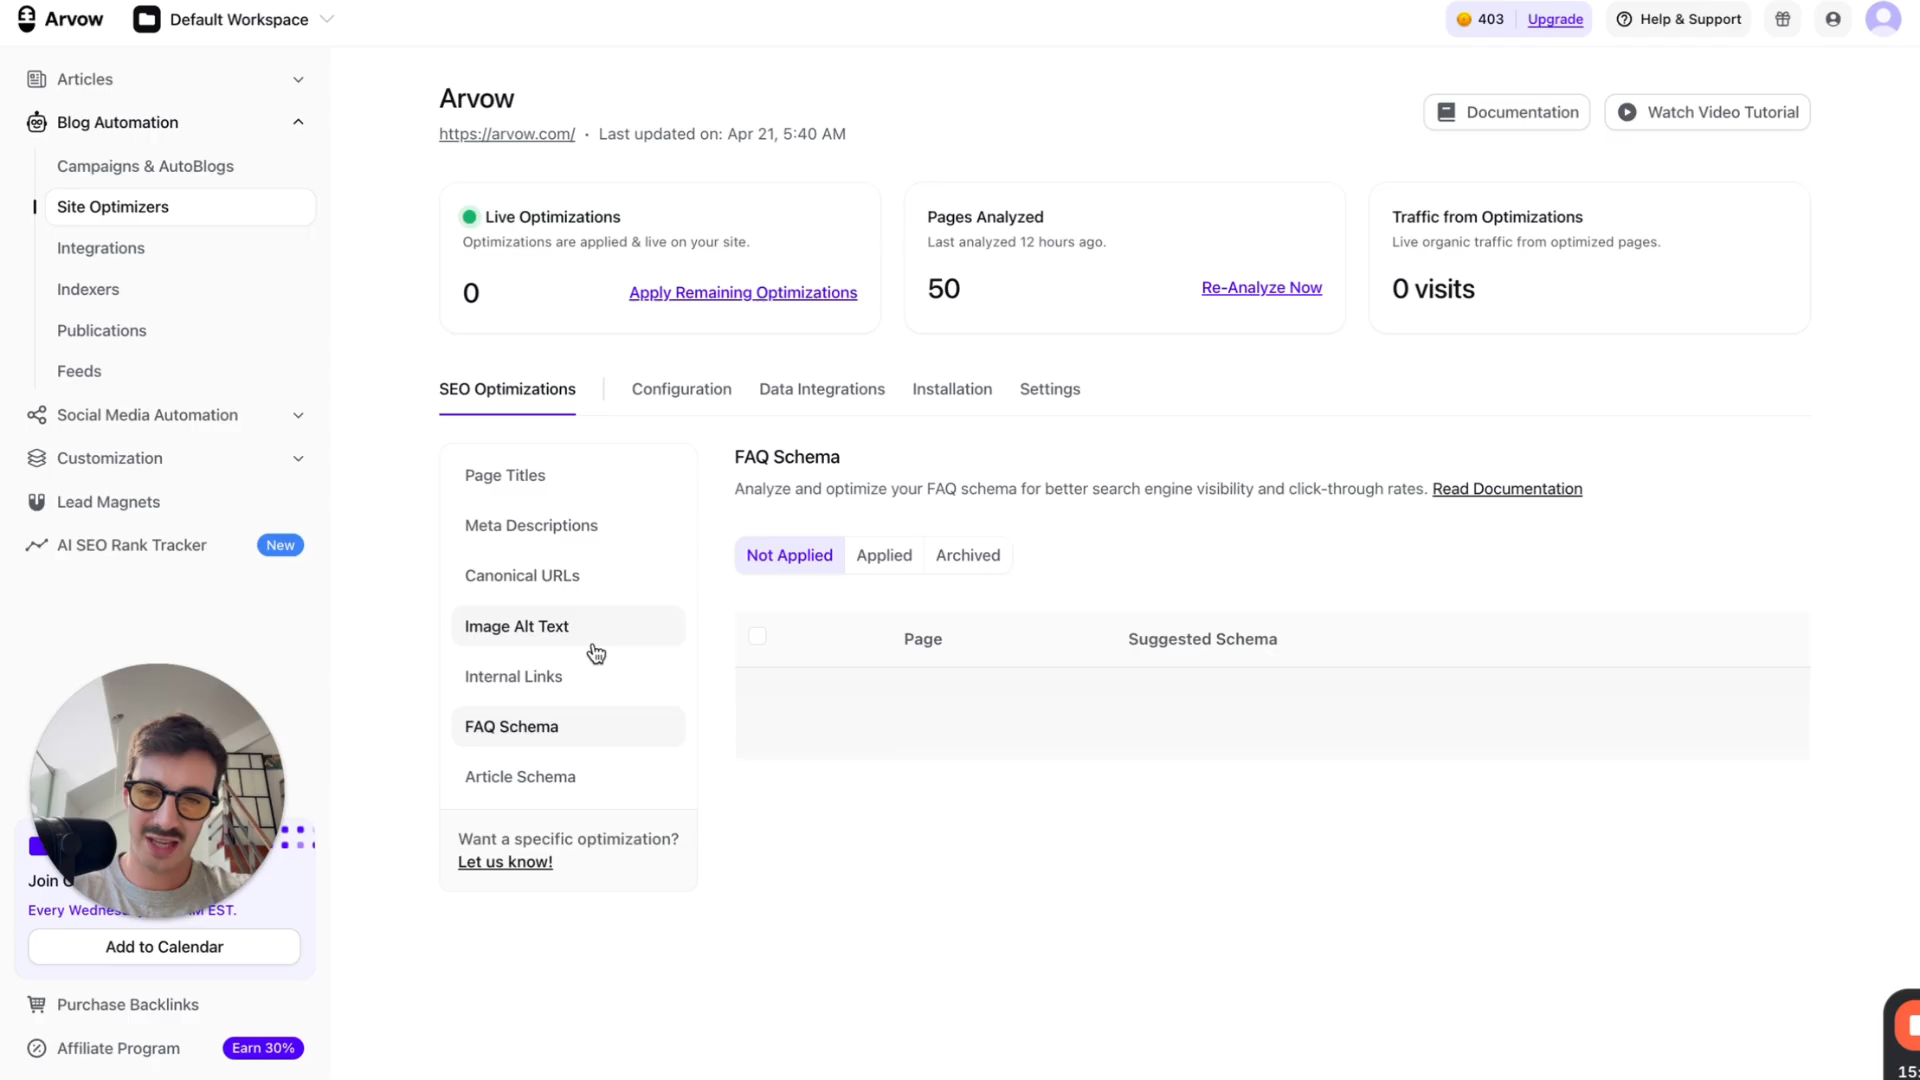 Arvow
Default Workspace
403
Upgrade
Help & Support
Articles
Blog Automation
Campaigns & AutoBlogs
Site Optimizers
Integrations
Indexers
Publications
Feeds
Social Media Automation
Customization
Lead Magnets
AI SEO Rank Tracker
New
Join
Every
EST.
Add to Calendar
Purchase Backlinks
Affiliate Program
Earn 30%
Arvow
https://arvow.com/ · Last updated on: Apr 21, 5:40 AM
Documentation
Watch Video Tutorial
Live Optimizations
Optimizations are applied & live on your site.
0
Apply Remaining Optimizations
Pages Analyzed
Last analyzed 12 hours ago.
50
Re-Analyze Now
Traffic from Optimizations
Live organic traffic from optimized pages.
0 visits
SEO Optimizations
Configuration
Data Integrations
Installation
Settings
Page Titles
Meta Descriptions
Canonical URLs
Image Alt Text
Internal Links
FAQ Schema
Article Schema
Want a specific optimization?
Let us know!
FAQ Schema
Analyze and optimize your FAQ schema for better search engine visibility and click-through rates. Read Documentation
Not Applied
Applied
Archived
Page
Suggested Schema